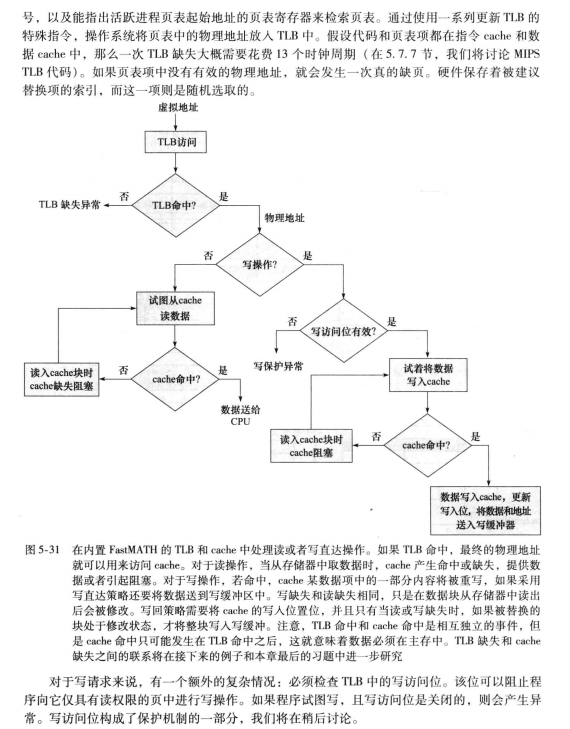 号，以及能指出活跃进程页表起始地址的页表寄存器来检索页表。通过使用一系列更新 TLB 的
特殊指令，操作系统将页表中的物理地址放入 TLB 中。假设代码和页表项都在指令 cache 和数
据 cache 中，那么一次 TLB 缺失大概需要花费 13 个时钟周期（在 5.7.7 节，我们将讨论 MIPS
TLB 代码）。如果页表项中没有有效的物理地址，就会发生一次真的缺页。硬件保存着被建议
替换项的索引，而这一项则是随机选取的。
虚拟地址
TLB访问
TLB 缺失异常
否
TLB命中?
是
物理地址
否
写操作?
是
试图从cache
读数据
否
写访问位有效?
是
写保护异常
读入cache块时
cache缺失阻塞
否
cache命中?
是
数据送给
CPU
试着将数据
写入cache
读入cache块时
cache阻塞
否
cache命中?
是
数据写入cache，更新
写入位，将数据和地址
送入写缓冲器
图 5-31 在内置 FastMATH 的 TLB 和 cache 中处理读或者写直达操作。如果 TLB 命中，最终的物理地址
就可以用来访问 cache。对于读操作，当从存储器中取数据时，cache 产生命中或缺失，提供数
据或者引起阻塞。对于写操作，若命中，cache 某数据项中的一部分内容将被重写，如果采用
写直达策略还要将数据送到写缓冲区中。写缺失和读缺失相同，只是在数据块从存储器中读出
后会被修改。写回策略需要将 cache 的写入位置位，并且只有当读或写缺失时，如果被替换的
块处于修改状态，才将整块写入写缓冲。注意，TLB 命中和 cache 命中是相互独立的事件，但
是 cache 命中只可能发生在 TLB 命中之后，这就意味着数据必须在主存中。TLB 缺失和 cache
缺失之间的联系将在接下来的例子和本章最后的习题中进一步研究
对于写请求来说，有一个额外的复杂情况：必须检查 TLB 中的写访问位。该位可以阻止程
序向它仅具有读权限的页中进行写操作。如果程序试图写，且写访问位是关闭的，则会产生异
常。写访问位构成了保护机制的一部分，我们将在稍后讨论。